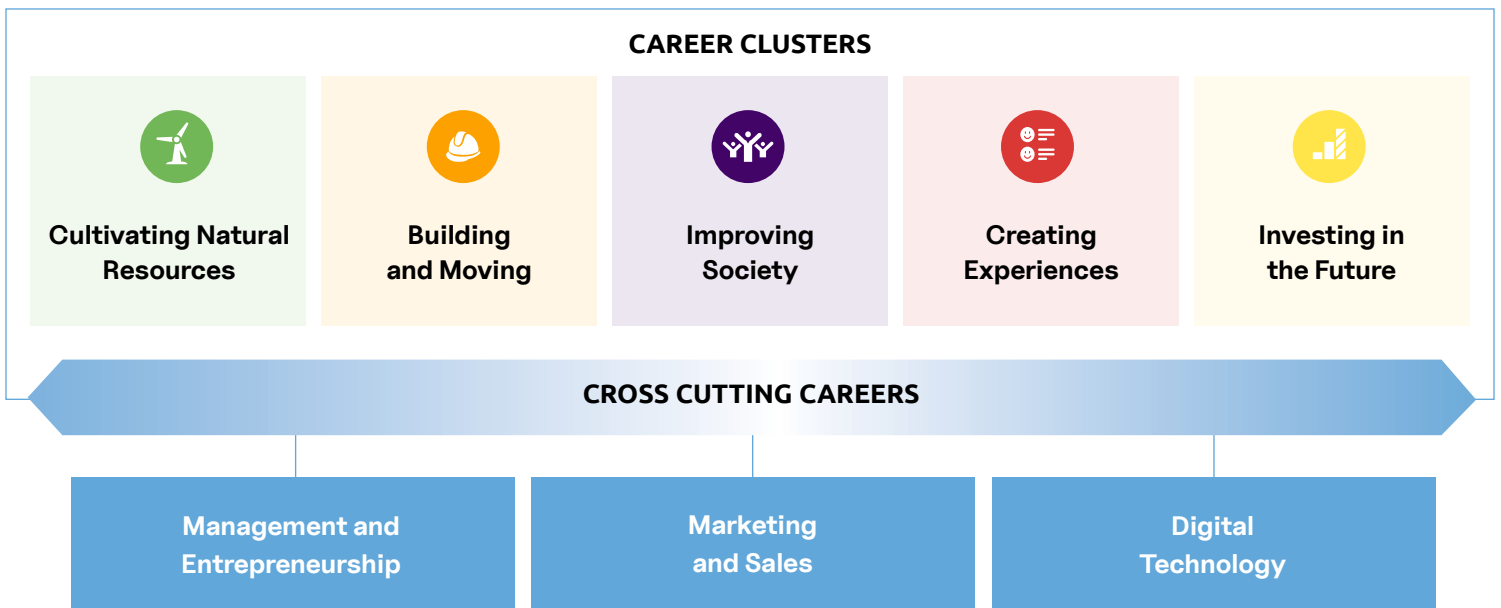 CAREER CLUSTERS
Cultivating Natural
Resources
Building
and Moving
Improving
Society
Creating
Experiences
Investing in
the Future
CROSS CUTTING CAREERS
Management and
Entrepreneurship
Marketing
and Sales
Digital
Technology